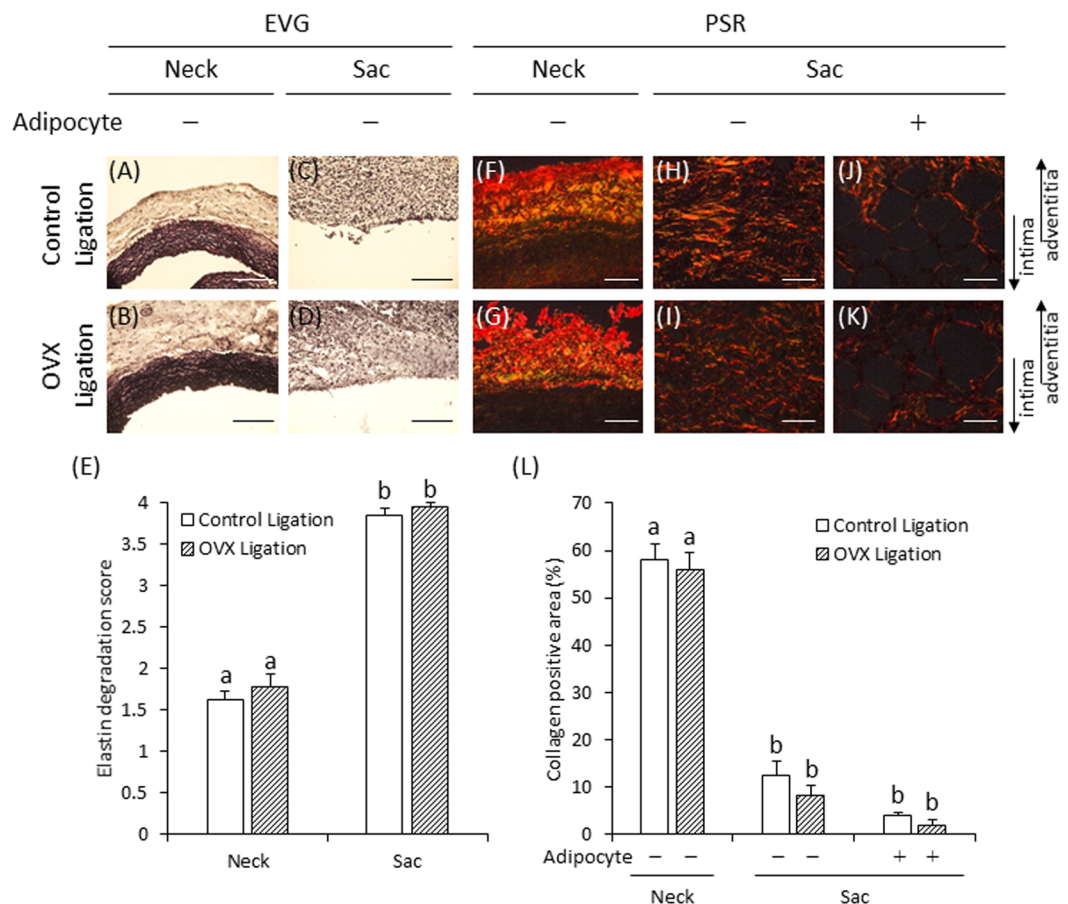 EVG PSR
Neck Sac Neck Sac
Adipocyte − − − − +
Control Ligation
(A) (C) (F) (H) (J)
intima adventitia
OVX Ligation
(B) (D) (G) (I) (K)
intima adventitia
(E)
Elastin degradation score
4
3.5
3
2.5
2
1.5
1
0.5
0
Control Ligation
OVX Ligation
a a b b
Neck Sac
(L)
Collagen positive area (%)
70
60
50
40
30
20
10
0
Control Ligation
OVX Ligation
a a b b b b
Adipocyte − − − − + +
Neck Sac